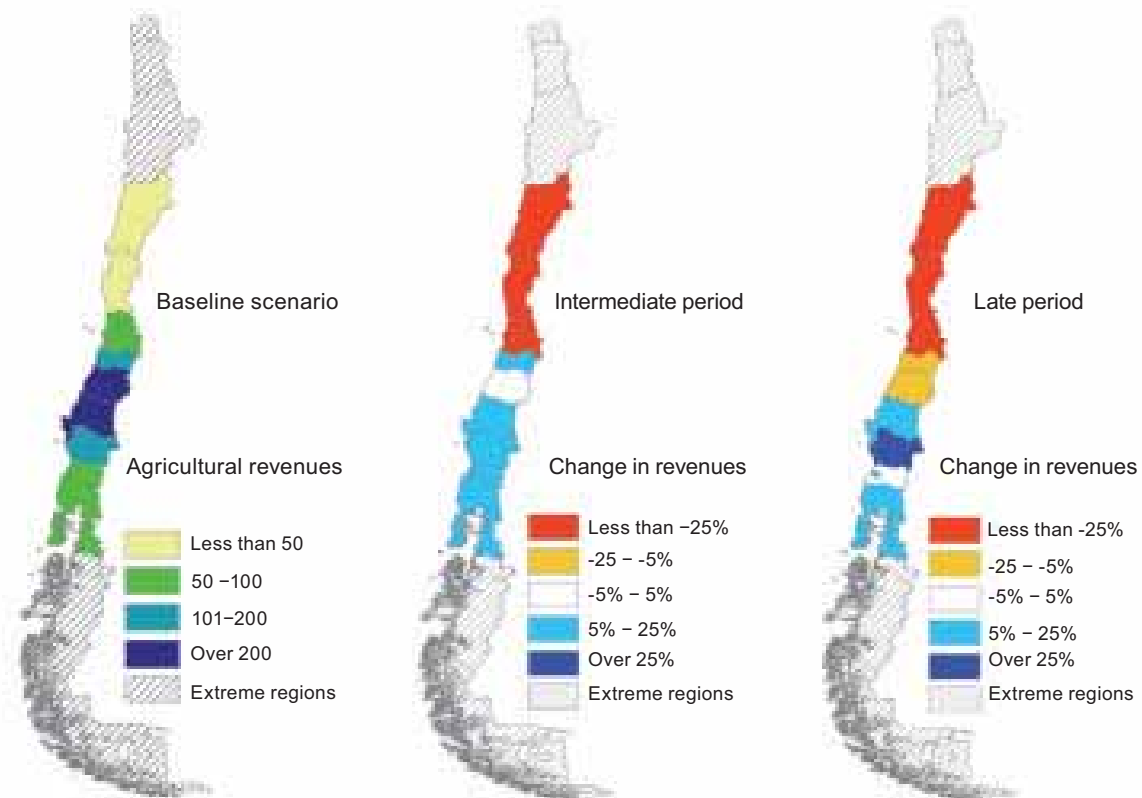 Baseline scenario
Agricultural revenues
Less than 50
50 −100
101−200
Over 200
Extreme regions
Intermediate period
Change in revenues
Less than −25%
-25 − -5%
-5% − 5%
5% − 25%
Over 25%
Extreme regions
Late period
Change in revenues
Less than -25%
-25 − -5%
-5% − 5%
5% − 25%
Over 25%
Extreme regions